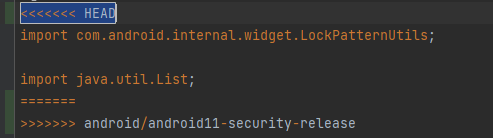 <<<<<<< HEAD
import com.android.internal.widget.LockPatternUtils;
import java.util.List;
=======
>>>>>>> android/android11-security-release